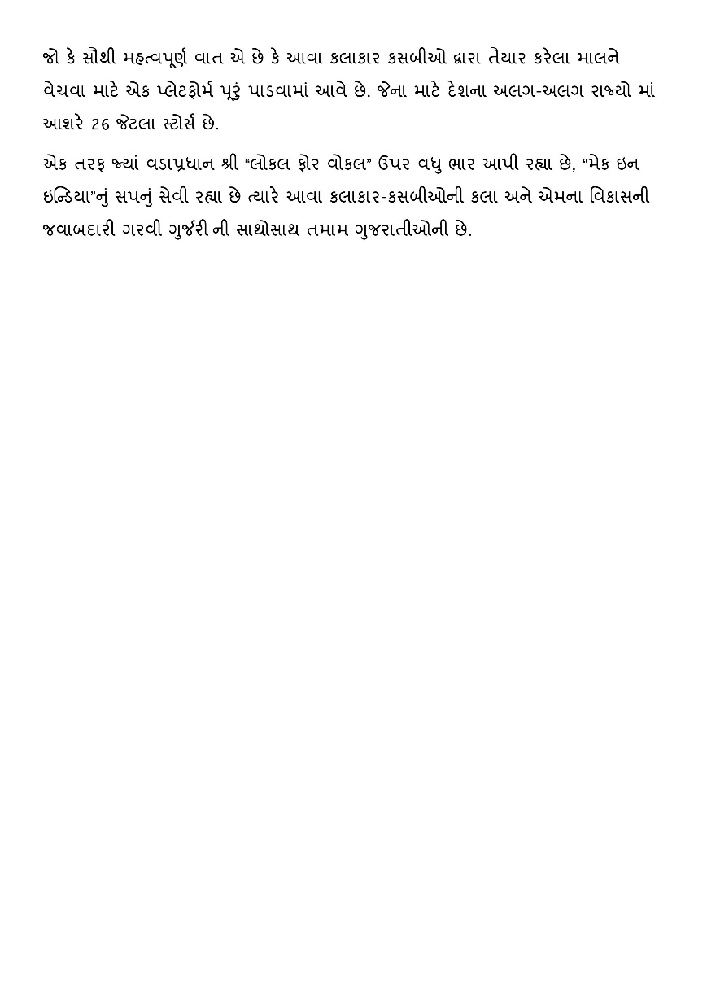 જો કે સૌથી મહત્વપૂર્ણ વાત એ છે કે આવા કલાકાર કસબીઓ દ્વારા તૈયાર કરેલા માલને
વેચવા માટે એક પ્લેટફોર્મ પૂરું પાડવામાં આવે છે. જેના માટે દેશના અલગ-અલગ રાજ્યો માં
આશરે 26 જેટલા સ્ટોર્સ છે.
એક તરફ જ્યાં વડાપ્રધાન શ્રી “લોકલ ફોર વોકલ” ઉપર વધુ ભાર આપી રહ્યા છે, “મેક ઇન
ઇન્ડિયા”નું સપનું સેવી રહ્યા છે ત્યારે આવા કલાકાર-કસબીઓની કલા અને એમના વિકાસની
જવાબદારી ગરવી ગુર્જરી ની સાથોસાથ તમામ ગુજરાતીઓની છે.